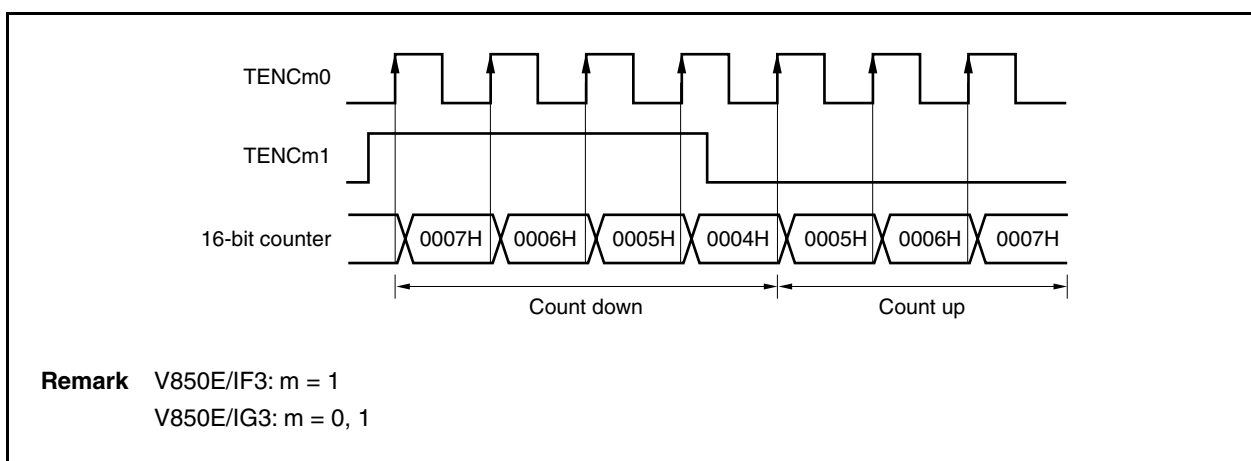 TENCm0
TENCm1
16-bit counter 0007H 0006H 0005H 0004H 0005H 0006H 0007H
Count down Count up
Remark V850E/IF3: m = 1
V850E/IG3: m = 0, 1